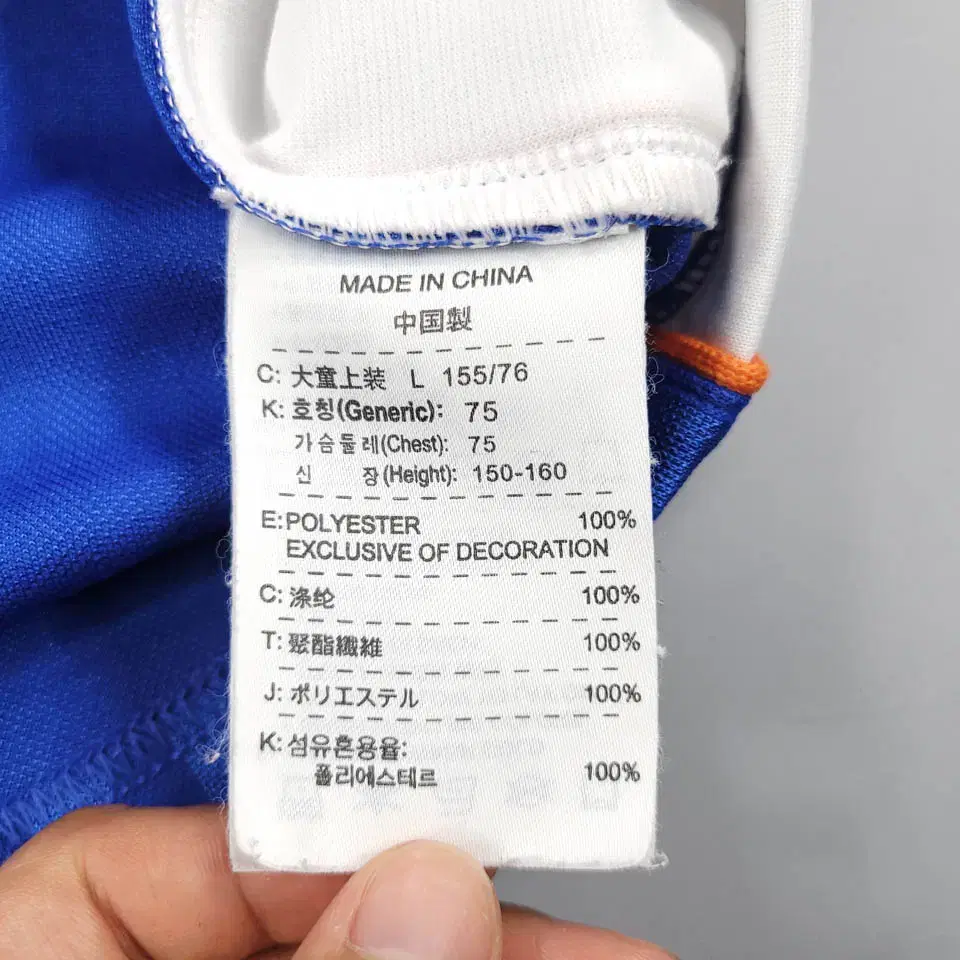 MADE IN CHINA
中国製
C: 大童上装 L 155/76
K: 호칭(Generic): 75
가슴둘레(Chest): 75
신 장(Height): 150-160
E: POLYESTER 100%
EXCLUSIVE OF DECORATION
C: 涤纶 100%
T: 聚酯纖維 100%
J: ポリエステル 100%
K: 섬유혼용율:
폴리에스테르 100%